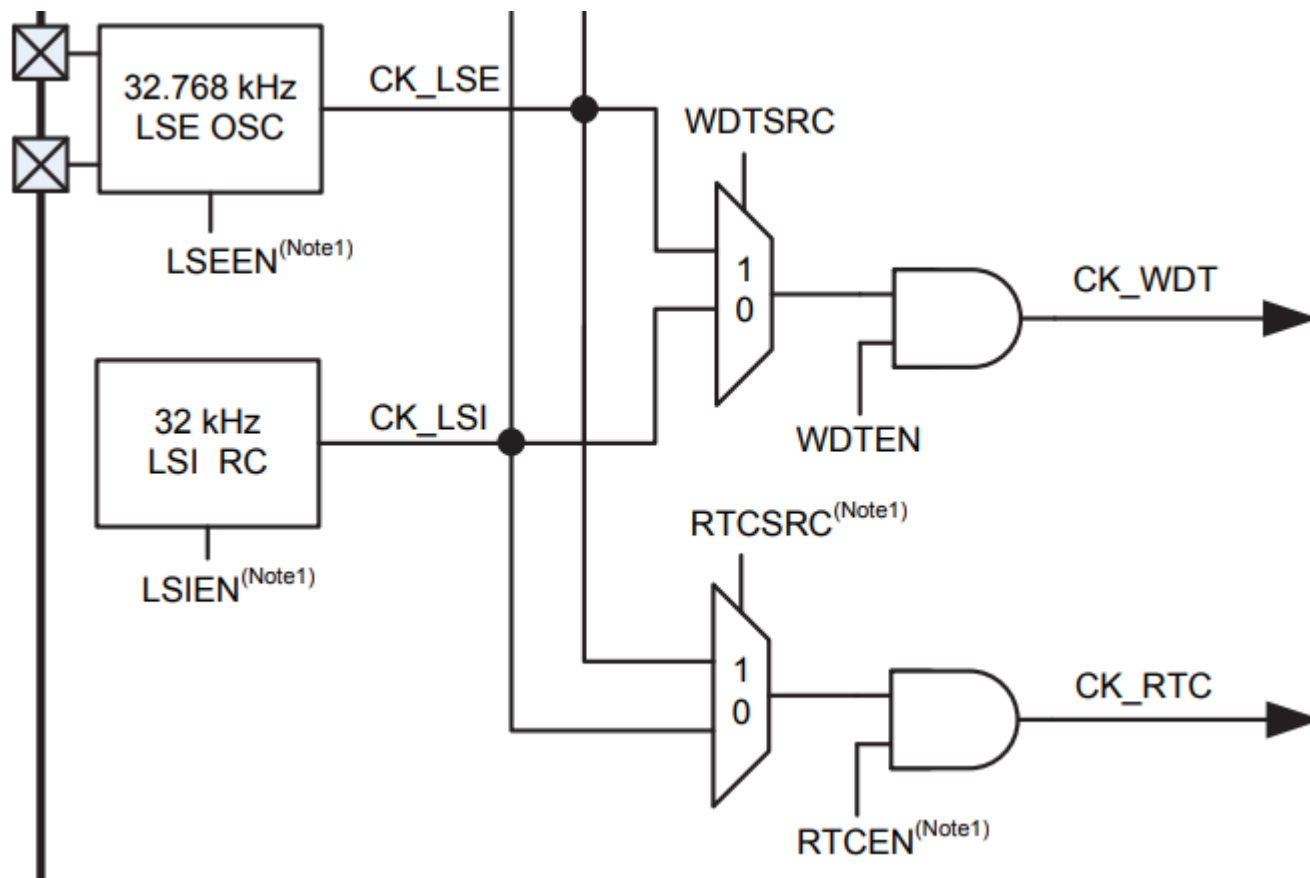 32.768 kHz
LSE OSC
CK_LSE
LSEEN(Note1)
WDTSRC
1
0
CK_WDT
WDTEN
32 kHz
LSI RC
CK_LSI
LSIEN(Note1)
RTCSRC(Note1)
1
0
CK_RTC
RTCEN(Note1)